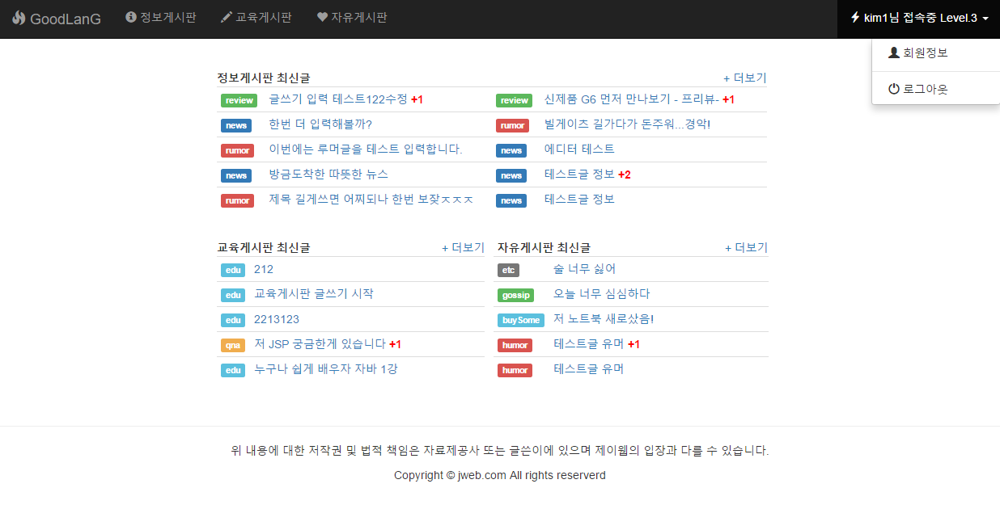 GoodLanG 정보게시판 교육게시판 자유게시판 kim1님 접속중 Level.3
회원정보
로그아웃
정보게시판 최신글 + 더보기
review 글쓰기 입력 테스트122수정 +1 review 신제품 G6 먼저 만나보기 - 프리뷰- +1
news 한번 더 입력해볼까? rumor 빌게이츠 길가다가 돈주워...경악!
rumor 이번에는 루머글을 테스트 입력합니다. news 에디터 테스트
news 방금도착한 따뜻한 뉴스 news 테스트글 정보 +2
rumor 제목 길게쓰면 어찌되나 한번 보잦ㅈㅈㅈ news 테스트글 정보
교육게시판 최신글 + 더보기 자유게시판 최신글 + 더보기
edu 212 etc 술 너무 싫어
edu 교육게시판 글쓰기 시작 gossip 오늘 너무 심심하다
edu 2213123 buySome 저 노트북 새로샀음!
qna 저 JSP 궁금한게 있습니다 +1 humor 테스트글 유머 +1
edu 누구나 쉽게 배우자 자바 1강 humor 테스트글 유머
위 내용에 대한 저작권 및 법적 책임은 자료제공사 또는 글쓴이에 있으며 제이웹의 입장과 다를 수 있습니다.
Copyright © jweb.com All rights reserverd